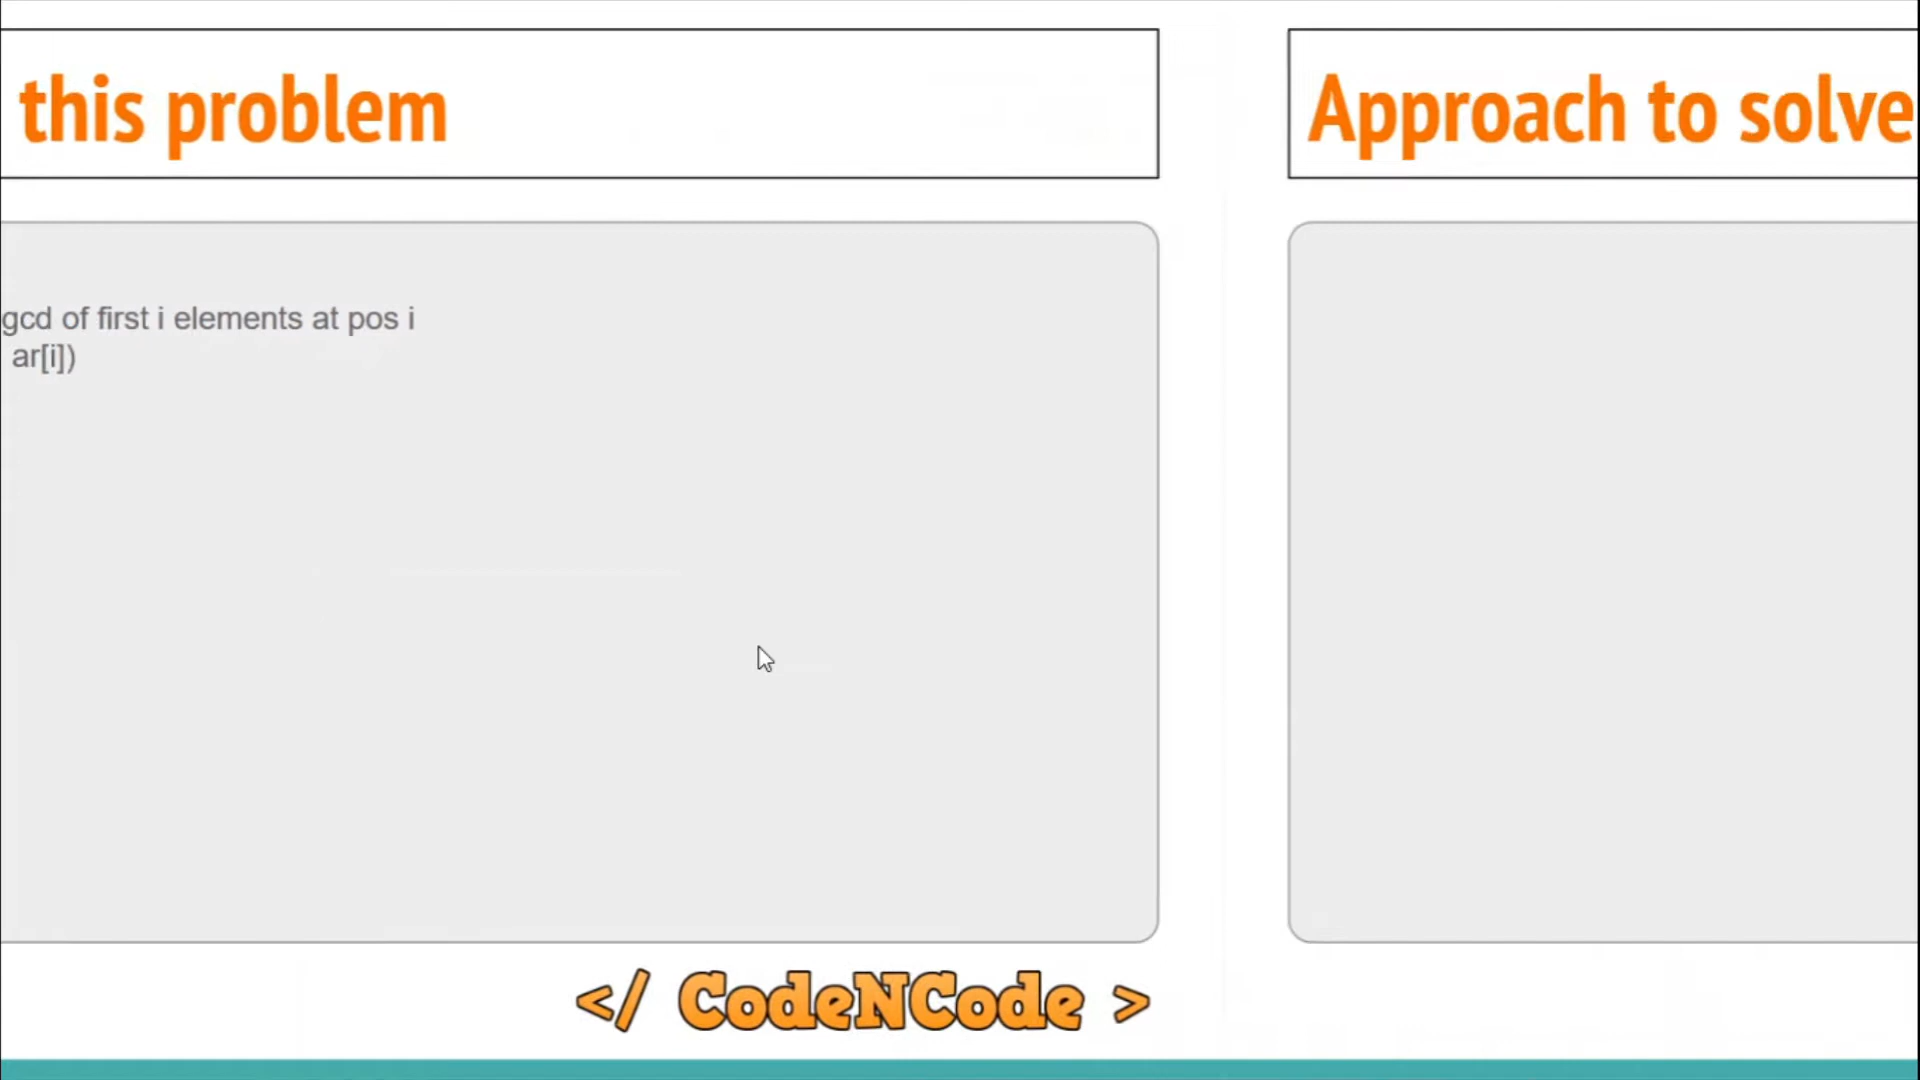 this problem
Approach to solve
gcd of first i elements at pos i
ar[i])
</ CodeNCode >